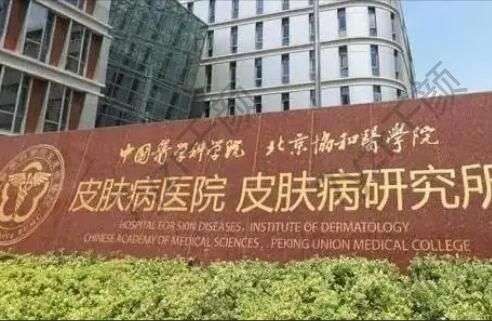 中国医学科学院 北京协和醫學院
皮肤病医院 皮肤病研究所
HOSPITAL FOR SKIN DISEASES, INSTITUTE OF DERMATOLOGY
CHINESE ACADEMY OF MEDICAL SCIENCES, PEKING UNION MEDICAL COLLEGE